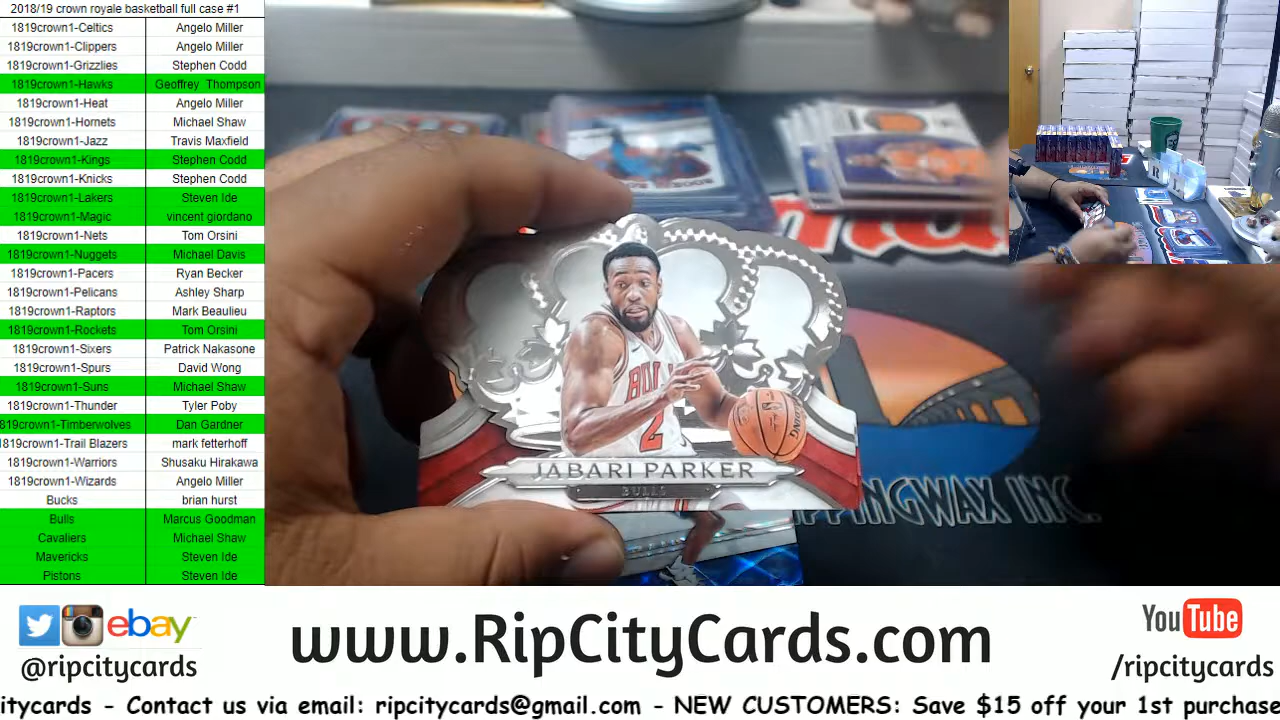 2018/19 crown royale basketball full case #1
1819crown1-Celtics Angelo Miller
1819crown1-Clippers Angelo Miller
1819crown1-Grizzlies Stephen Codd
1819crown1-Hawks Geoffrey Thompson
1819crown1-Heat Angelo Miller
1819crown1-Hornets Michael Shaw
1819crown1-Jazz Travis Maxfield
1819crown1-Kings Stephen Codd
1819crown1-Knicks Stephen Codd
1819crown1-Lakers Steven Ide
1819crown1-Magic vincent giordano
1819crown1-Nets Tom Orsini
1819crown1-Nuggets Michael Davis
1819crown1-Pacers Ryan Becker
1819crown1-Pelicans Ashley Sharp
1819crown1-Raptors Mark Beaulieu
1819crown1-Rockets Tom Orsini
1819crown1-Sixers Patrick Nakasone
1819crown1-Spurs David Wong
1819crown1-Suns Michael Shaw
1819crown1-Thunder Tyler Poby
819crown1-Timberwolves Dan Gardner
1819crown1-Trail Blazers mark fetterhoff
1819crown1-Warriors Shusaku Hirakawa
1819crown1-Wizards Angelo Miller
Bucks brian hurst
Bulls Marcus Goodman
Cavaliers Michael Shaw
Mavericks Steven Ide
Pistons Steven Ide
2
JABARI PARKER
BULLS
PPINGWAX INC.
ebay
@ripcitycards
www.RipCityCards.com
YouTube
/ripcitycards
itycards - Contact us via email: ripcitycards@gmail.com - NEW CUSTOMERS: Save $15 off your 1st purchase